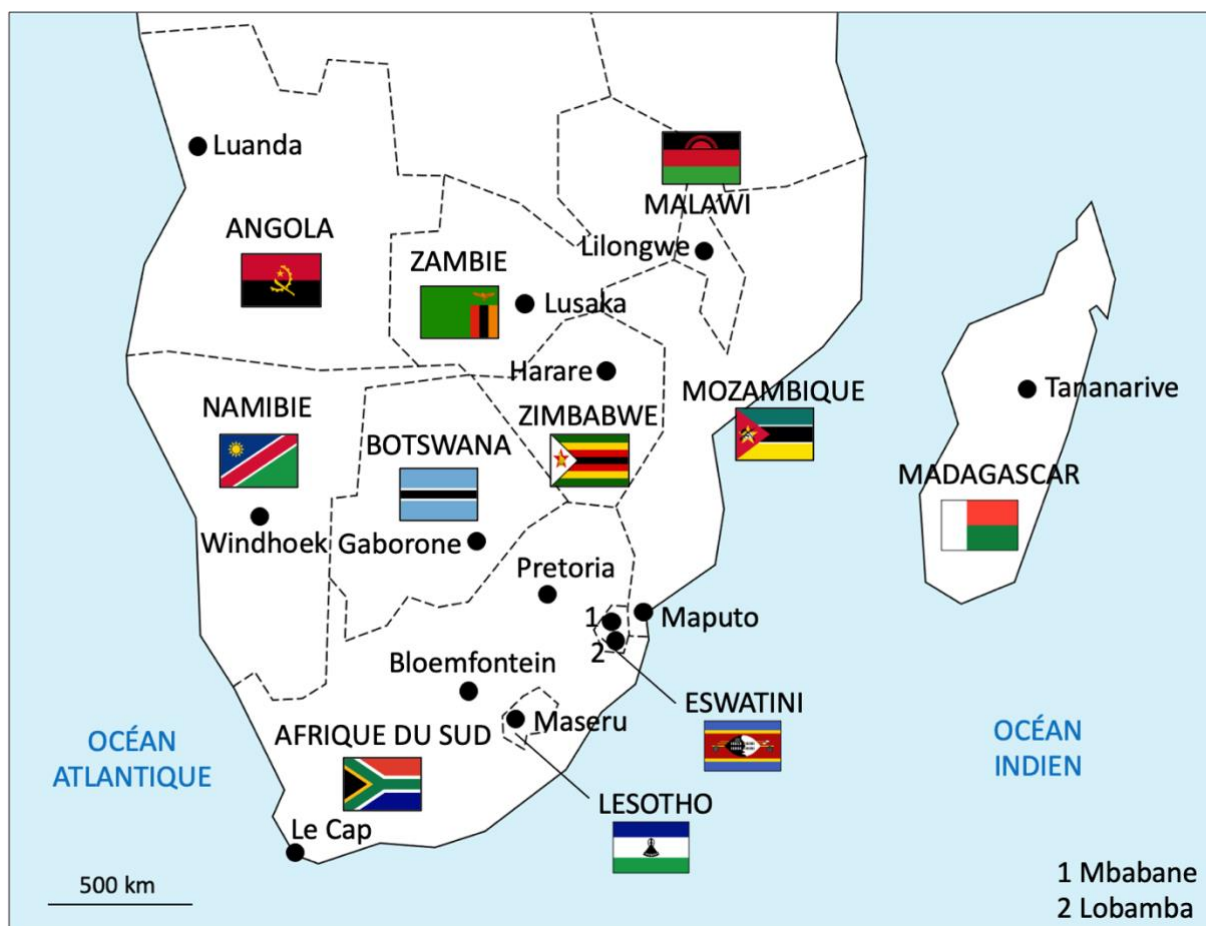 Luanda
MALAWI
ANGOLA
Lilongwe
ZAMBIE
Lusaka
Harare
Tananarive
NAMIBIE
MOZAMBIQUE
ZIMBABWE
BOTSWANA
MADAGASCAR
Windhoek
Gaborone
Pretoria
1
Maputo
2
Bloemfontein
ESWATINI
Maseru
AFRIQUE DU SUD
OCÉAN
ATLANTIQUE
OCÉAN
INDIEN
LESOTHO
Le Cap
500 km
1 Mbabane
2 Lobamba